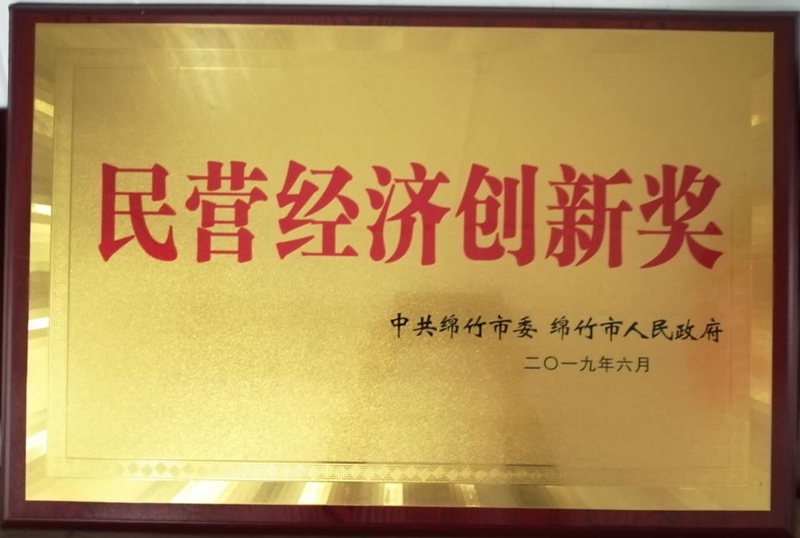 民营经济创新奖
中共绵竹市委 绵竹市人民政府
二〇一九年六月